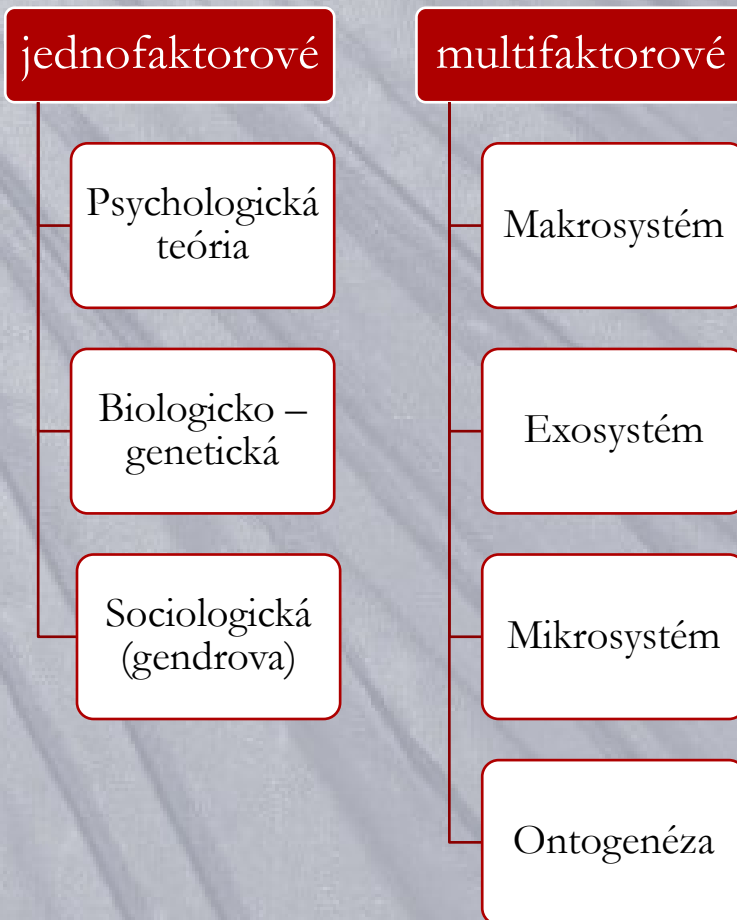 jednofaktorové
Psychologická
teória
Biologicko –
genetická
Sociologická
(gendrova)
multifaktorové
Makrosystém
Exosystém
Mikrosystém
Ontogenéza